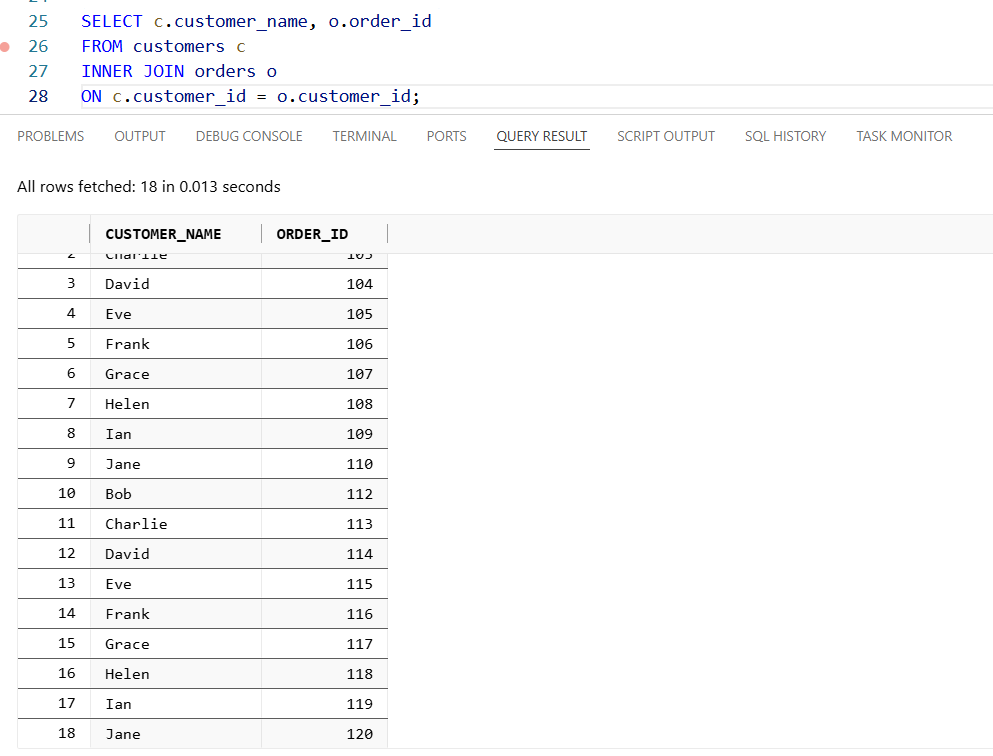 25 SELECT c.customer_name, o.order_id
26 FROM customers c
27 INNER JOIN orders o
28 ON c.customer_id = o.customer_id;
PROBLEMS OUTPUT DEBUG CONSOLE TERMINAL PORTS QUERY RESULT SCRIPT OUTPUT SQL HISTORY TASK MONITOR
All rows fetched: 18 in 0.013 seconds
CUSTOMER_NAME ORDER_ID
2 Charlie 103
3 David 104
4 Eve 105
5 Frank 106
6 Grace 107
7 Helen 108
8 Ian 109
9 Jane 110
10 Bob 112
11 Charlie 113
12 David 114
13 Eve 115
14 Frank 116
15 Grace 117
16 Helen 118
17 Ian 119
18 Jane 120